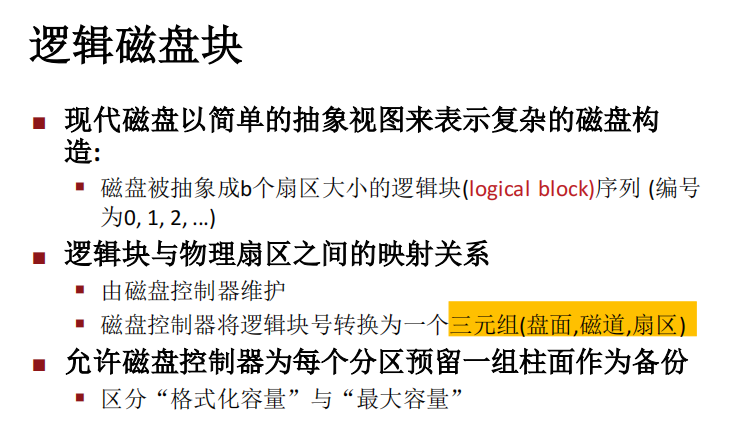 逻辑磁盘块
现代磁盘以简单的抽象视图来表示复杂的磁盘构
造:
磁盘被抽象成b个扇区大小的逻辑块(logical block)序列 (编号
为0, 1, 2, ...)
逻辑块与物理扇区之间的映射关系
由磁盘控制器维护
磁盘控制器将逻辑块号转换为一个三元组(盘面,磁道,扇区)
允许磁盘控制器为每个分区预留一组柱面作为备份
区分“格式化容量”与“最大容量”